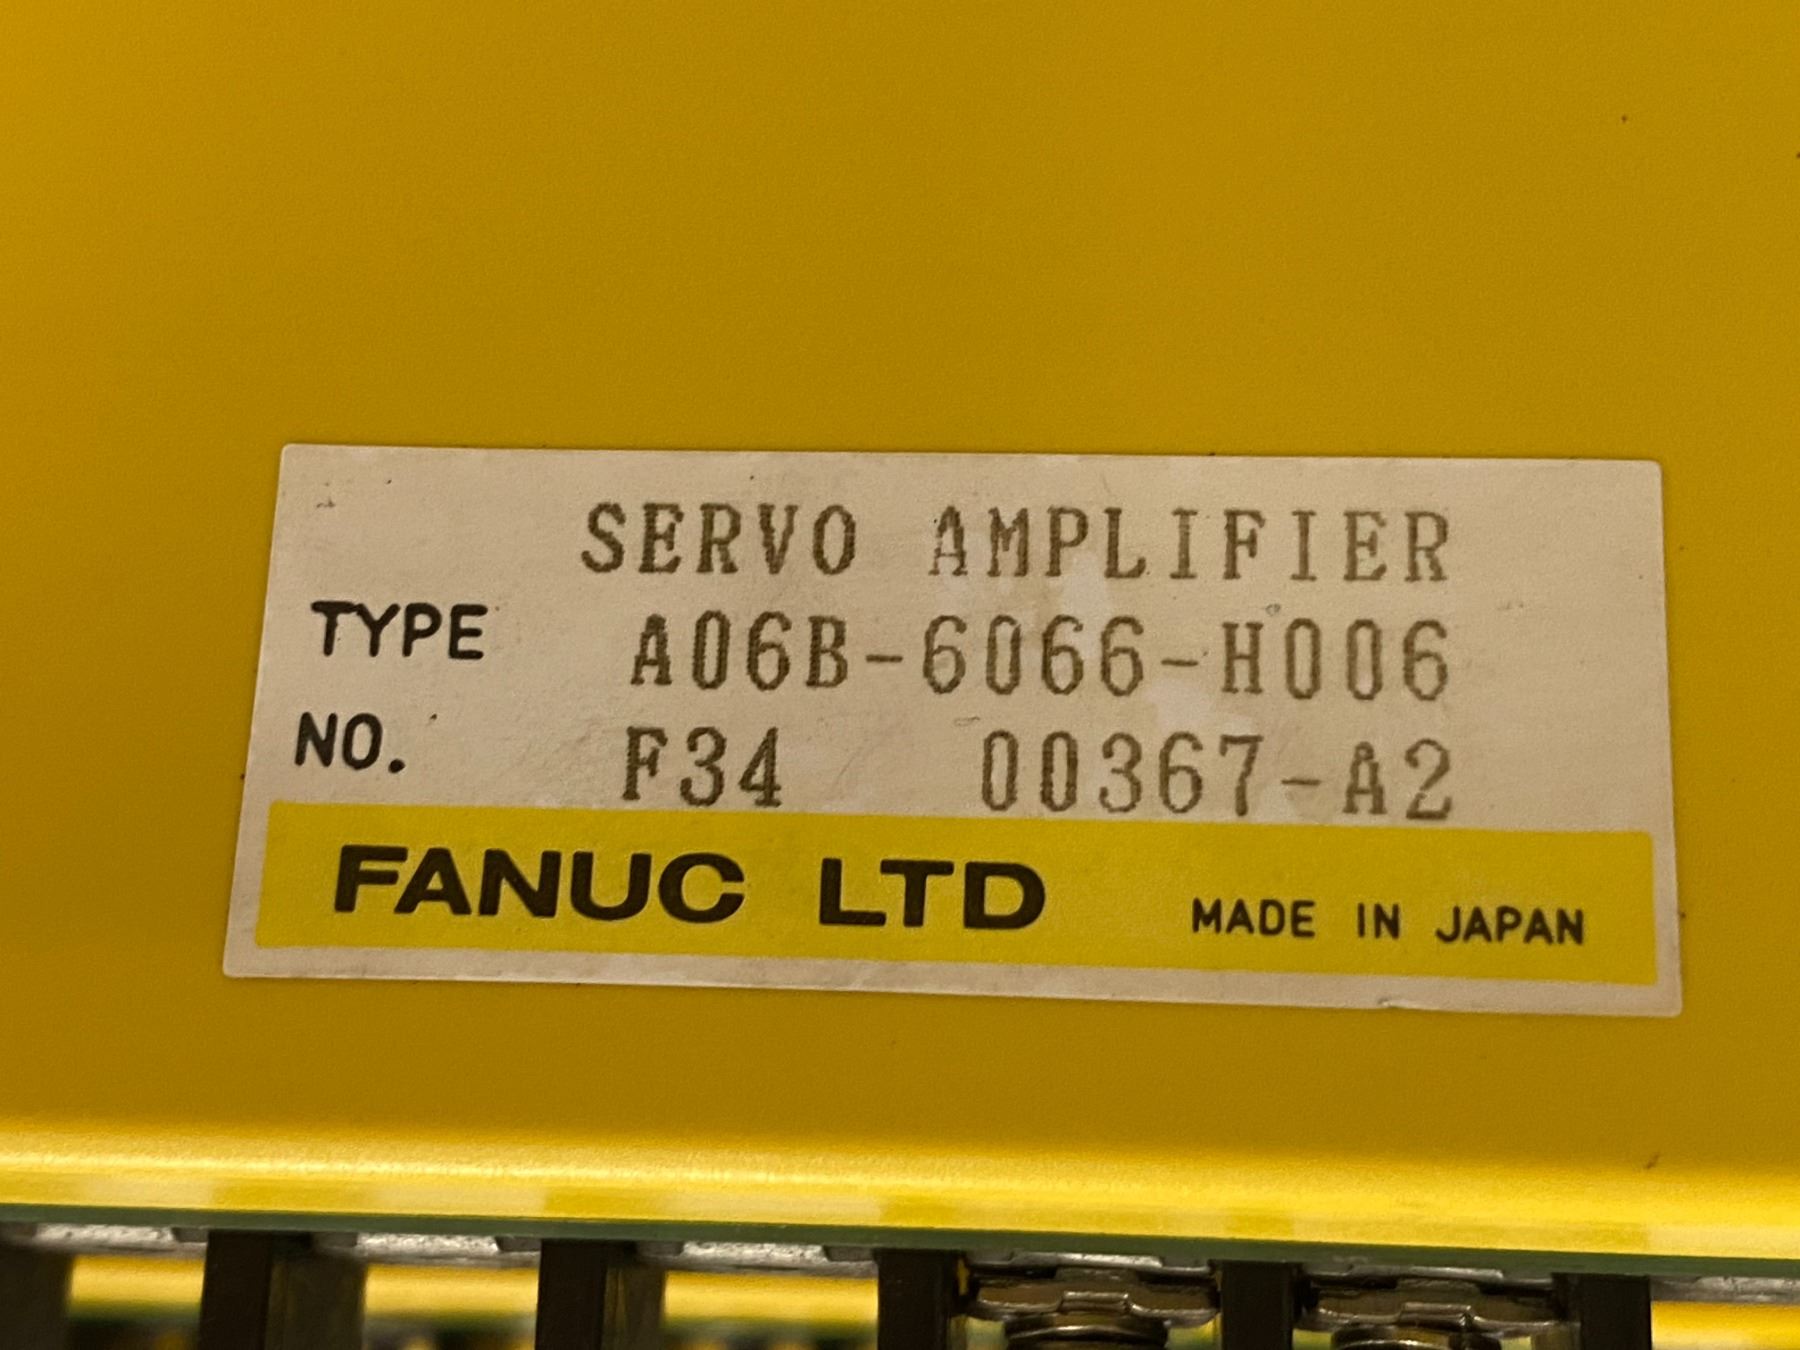 SERVO AMPLIFIER
TYPE A06B-6066-H006
NO. F34 00367-A2
FANUC LTD MADE IN JAPAN